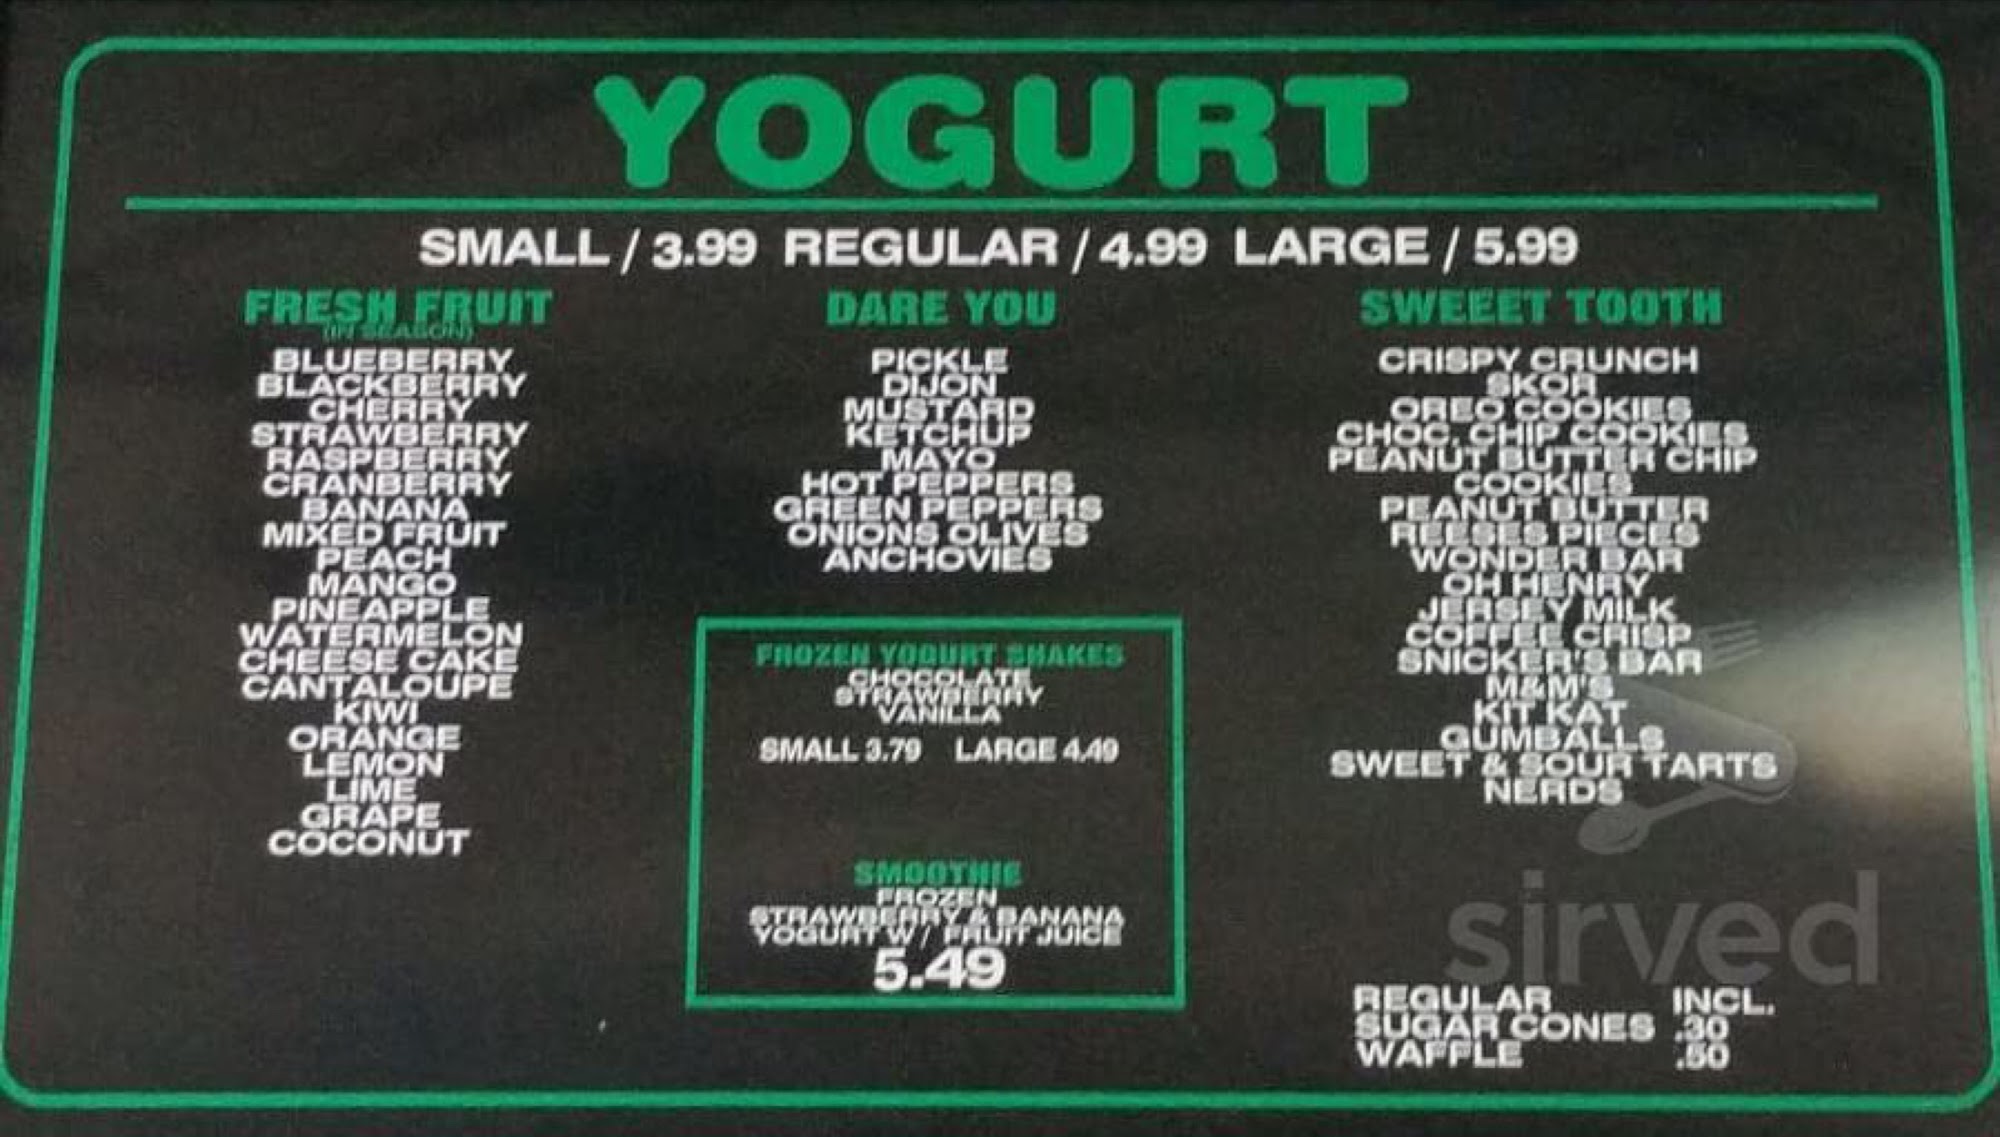 YOGURT
SMALL / 3.99 REGULAR / 4.99 LARGE / 5.99
FRESH FRUIT
(IN SEASON)
BLUEBERRY
BLACKBERRY
CHERRY
STRAWBERRY
RASPBERRY
CRANBERRY
BANANA
MIXED FRUIT
PEACH
MANGO
PINEAPPLE
WATERMELON
CHEESE CAKE
CANTALOUPE
KIWI
ORANGE
LEMON
LIME
GRAPE
COCONUT
DARE YOU
PICKLE
DIJON
MUSTARD
KETCHUP
MAYO
HOT PEPPERS
GREEN PEPPERS
ONIONS OLIVES
ANCHOVIES
FROZEN YOGURT SHAKES
CHOCOLATE
STRAWBERRY
VANILLA
SMALL 3.79 LARGE 4.49
SMOOTHIE
FROZEN
STRAWBERRY & BANANA
YOGURT W / FRUIT JUICE
5.49
SWEEET TOOTH
CRISPY CRUNCH
SKOR
OREO COOKIES
CHOC. CHIP COOKIES
PEANUT BUTTER CHIP
COOKIES
PEANUT BUTTER
REESES PIECES
WONDER BAR
OH HENRY
JERSEY MILK
COFFEE CRISP
SNICKER'S BAR
M&M'S
KIT KAT
GUMBALLS
SWEET & SOUR TARTS
NERDS
sirved
REGULAR INCL.
SUGAR CONES .30
WAFFLE .50